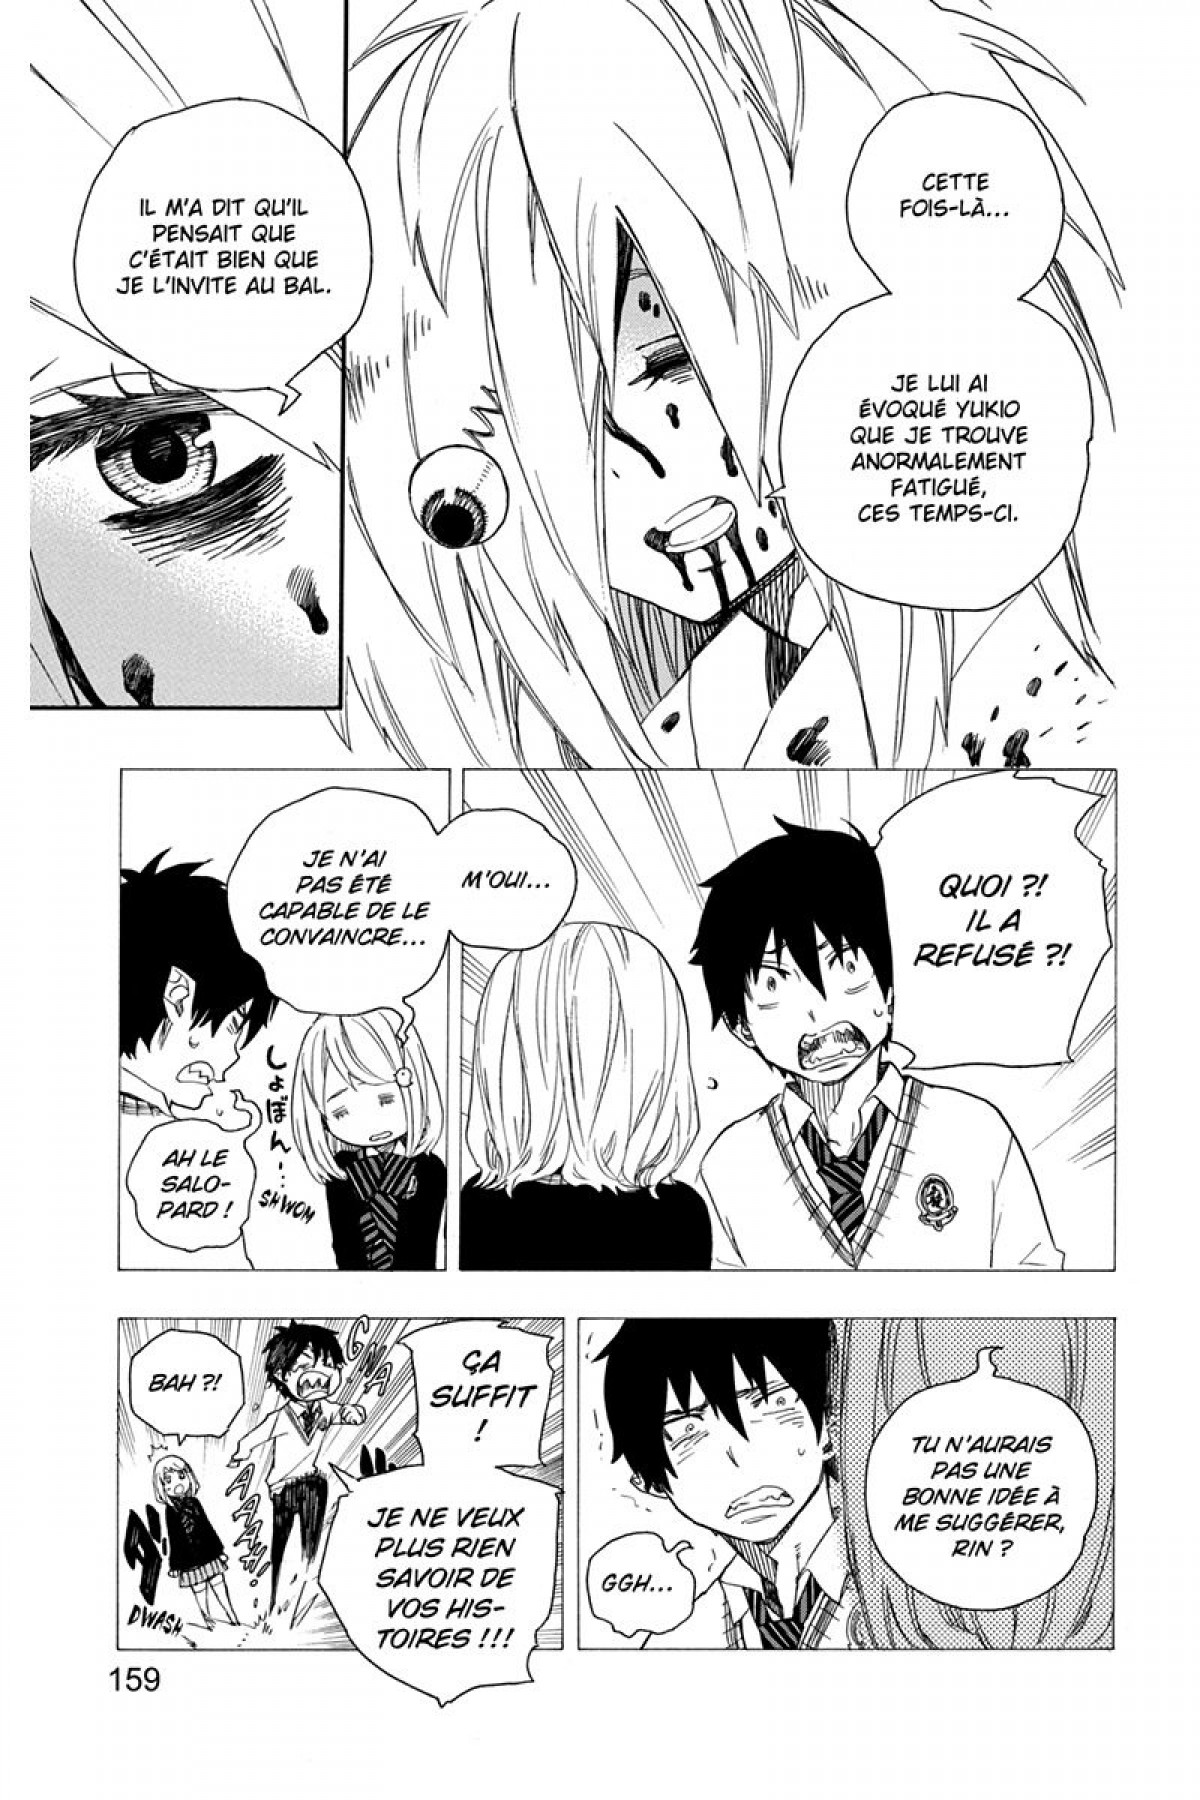 CETTE
FOIS-LÀ...
JE LUI AI
ÉVOQUÉ YUKIO
QUE JE TROUVE
ANORMALEMENT
FATIGUÉ,
CES TEMPS-CI.
IL M'A DIT QU'IL
PENSAIT QUE
C'ÉTAIT BIEN QUE
JE L'INVITE AU BAL.
QUOI ?!
IL A
REFUSÉ ?!
M'OUI...
JE N'AI
PAS ÉTÉ
CAPABLE DE LE
CONVAINCRE...
しょぼん...
SHWOM
AH LE
SALO-
PARD !
TU N'AURAIS
PAS UNE
BONNE IDÉE À
ME SUGGÉRER,
RIN ?
GGH...
ÇA
SUFFIT
!
JE NE VEUX
PLUS RIEN
SAVOIR DE
VOS HIS-
TOIRES !!!
GNA
AAAAH!
BAH ?!
DWASH
159